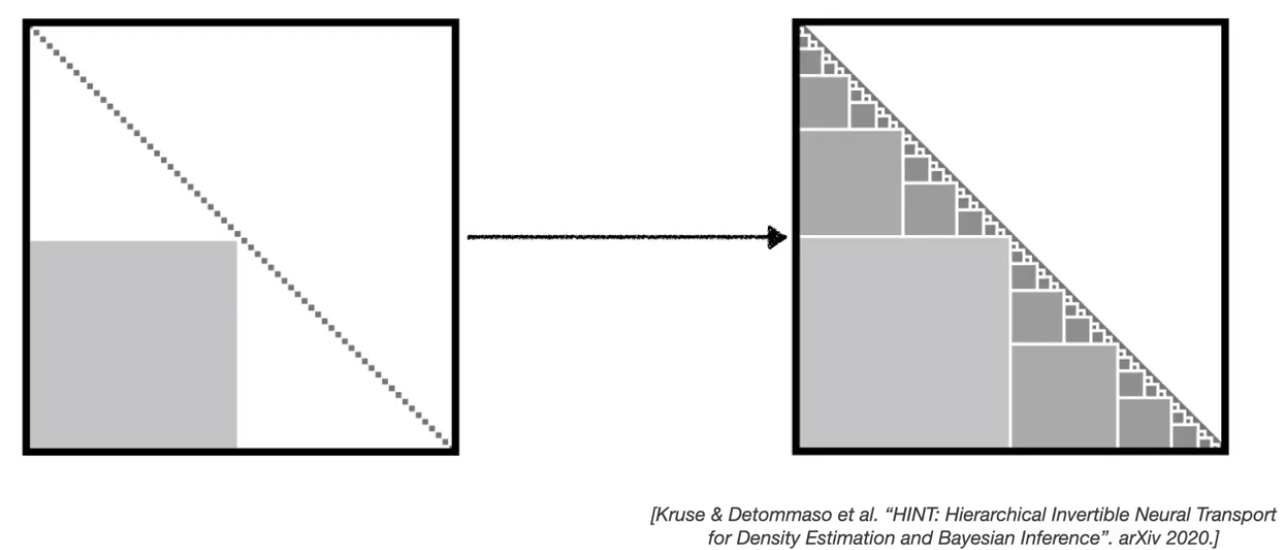 [Kruse & Detommaso et al. “HINT: Hierarchical Invertible Neural Transport
for Density Estimation and Bayesian Inference”. arXiv 2020.]